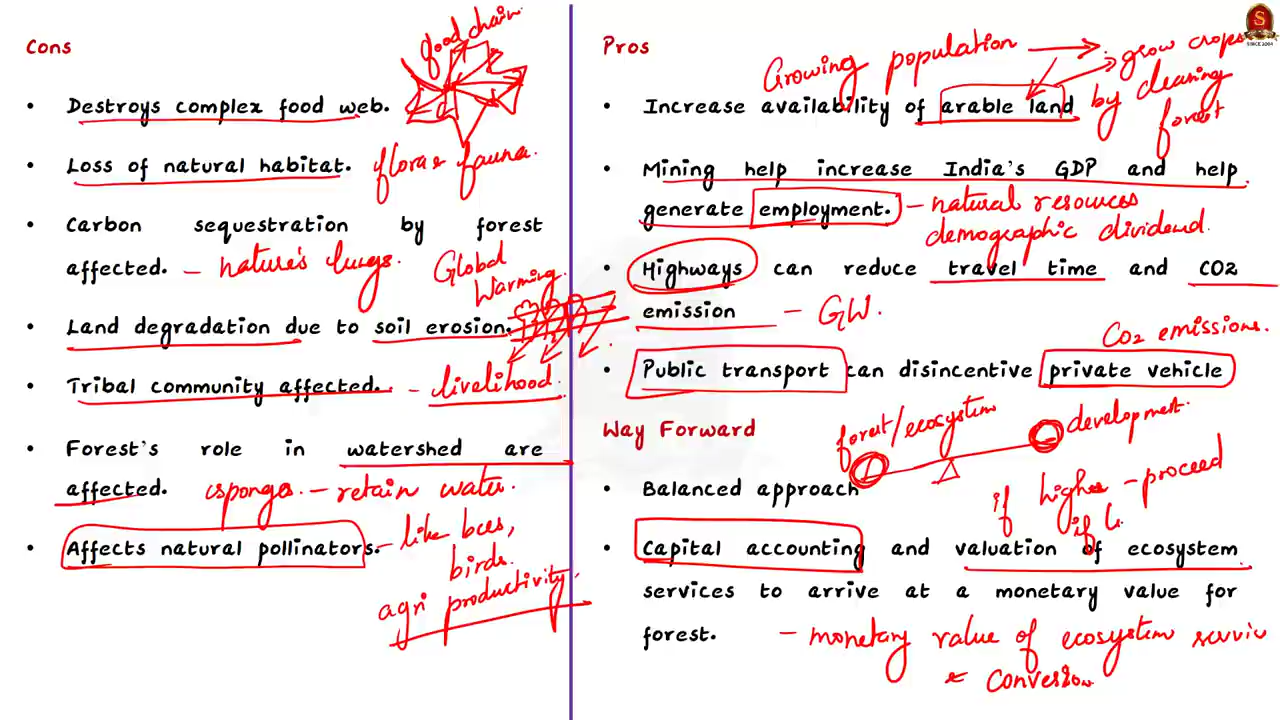 Cons
food chain
• Destroys complex food web.
• Loss of natural habitat. flora & fauna.
• Carbon sequestration by forest
affected. – nature's lungs. Global
Warming.
• Land degradation due to soil erosion.
• Tribal community affected. – livelihood.
• Forest's role in watershed are
affected. sponges – retain water.
• Affects natural pollinators. – like bees,
birds.
agri productivity.
Pros
Growing population → grow crops
by clearing
forest
• Increase availability of arable land
• Mining help increase India's GDP and help
generate employment. – natural resources
demographic dividend.
• Highways can reduce travel time and CO2
emission – GW.
CO2 emissions.
• Public transport can disincentive private vehicle
Way Forward
forest/ecosystem
development.
• Balanced approach
if higher – proceed
if
• Capital accounting and valuation of ecosystem
services to arrive at a monetary value for
forest. – monetary value of ecosystem
& conversion
S
SINCE 2004